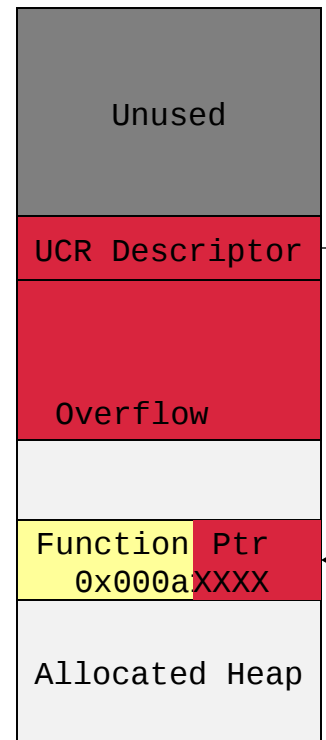 Unused
UCR Descriptor
Overflow
Function Ptr
0x000aXXXX
Allocated Heap